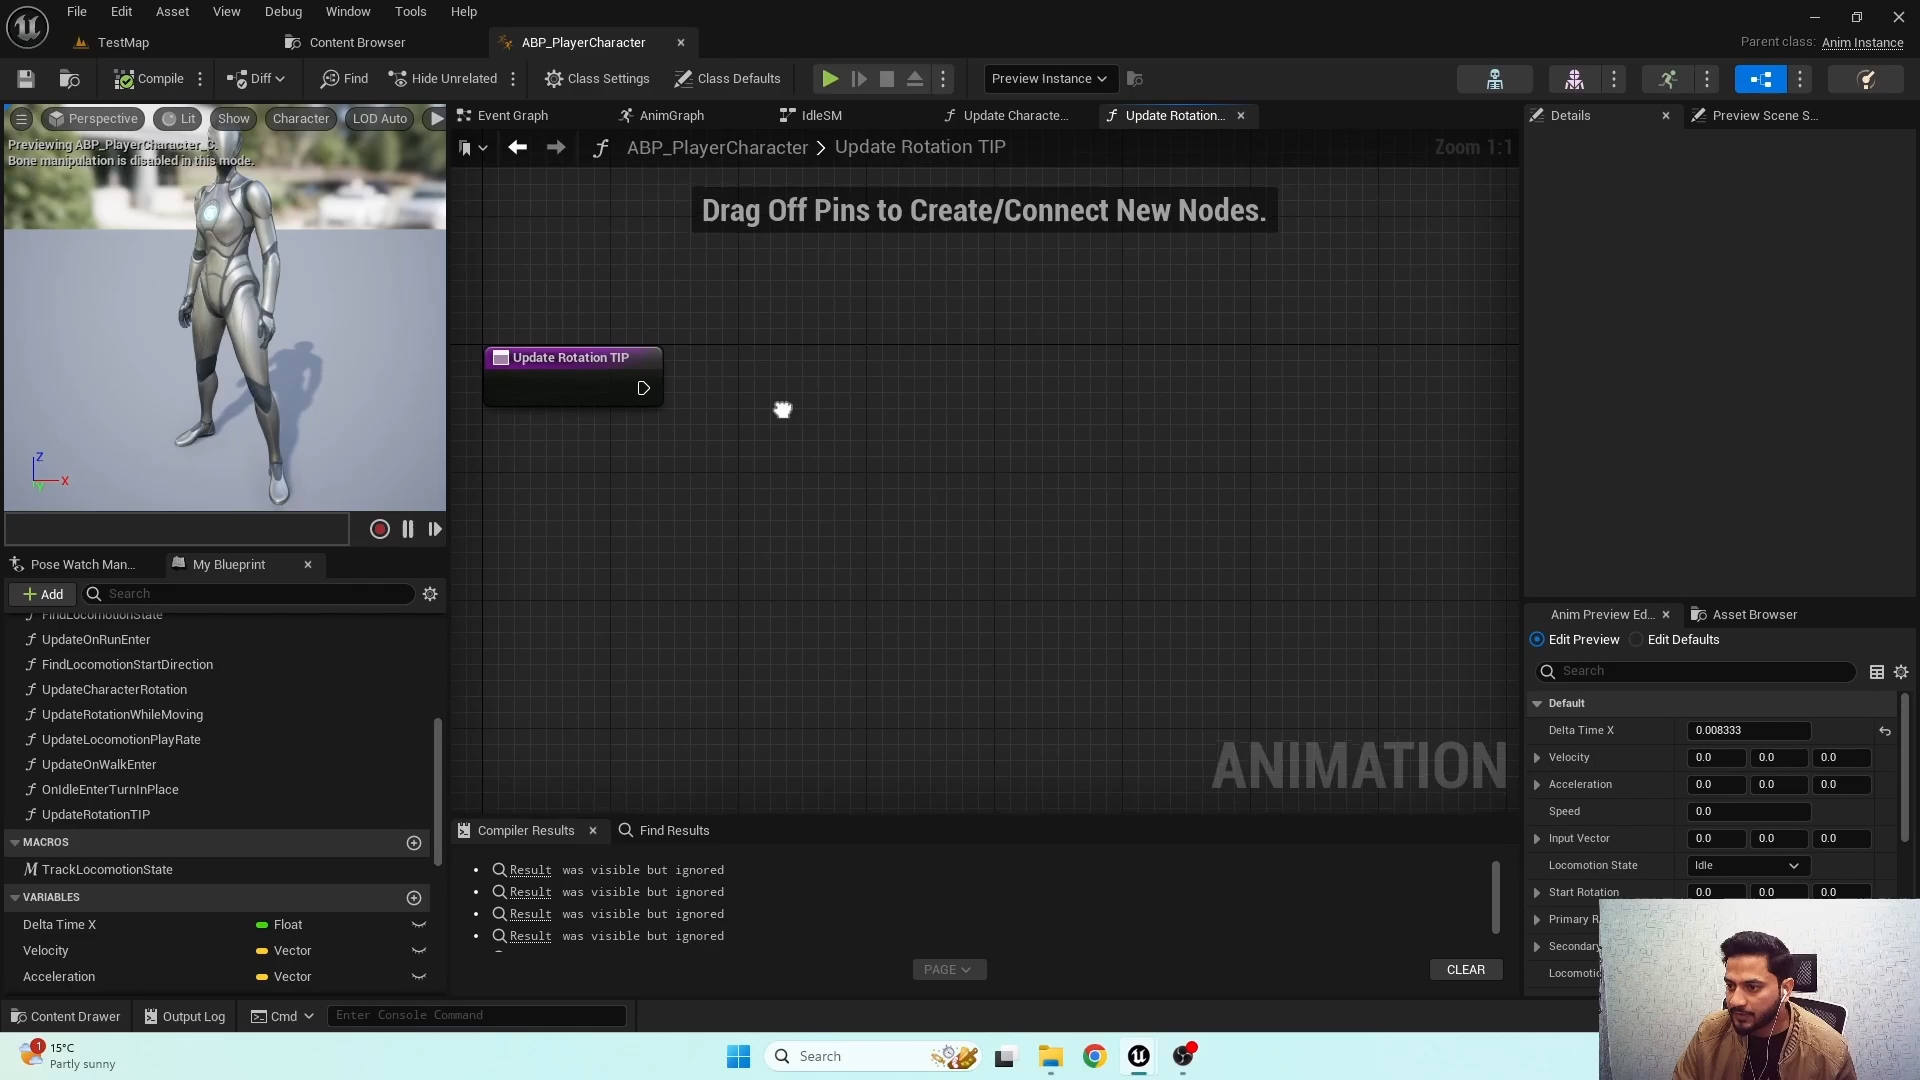 File Edit Asset View Debug Window Tools Help
TestMap Content Browser ABP_PlayerCharacter
Parent class: Anim Instance
Compile Diff Find Hide Unrelated Class Settings Class Defaults Preview Instance
Perspective Lit Show Character LOD Auto
Previewing ABP_PlayerCharacter_C.
Bone manipulation is disabled in this mode.
Z
X
Y
Event Graph AnimGraph IdleSM Update Characte... Update Rotation...
ABP_PlayerCharacter > Update Rotation TIP
Zoom 1:1
Drag Off Pins to Create/Connect New Nodes.
Update Rotation TIP
ANIMATION
Details Preview Scene S...
Pose Watch Man... My Blueprint
Add Search
FindLocomotionState
UpdateOnRunEnter
FindLocomotionStartDirection
UpdateCharacterRotation
UpdateRotationWhileMoving
UpdateLocomotionPlayRate
UpdateOnWalkEnter
OnIdleEnterTurnInPlace
UpdateRotationTIP
MACROS
TrackLocomotionState
VARIABLES
Delta Time X Float
Velocity Vector
Acceleration Vector
Compiler Results Find Results
Result was visible but ignored
Result was visible but ignored
Result was visible but ignored
Result was visible but ignored
PAGE
CLEAR
Anim Preview Ed... Asset Browser
Edit Preview Edit Defaults
Search
Default
Delta Time X 0.008333
Velocity 0.0 0.0 0.0
Acceleration 0.0 0.0 0.0
Speed 0.0
Input Vector 0.0 0.0 0.0
Locomotion State Idle
Start Rotation 0.0 0.0 0.0
Primary R
Secondary
Locomotio
Content Drawer Output Log Cmd Enter Console Command
1
15°C
Partly sunny
Search